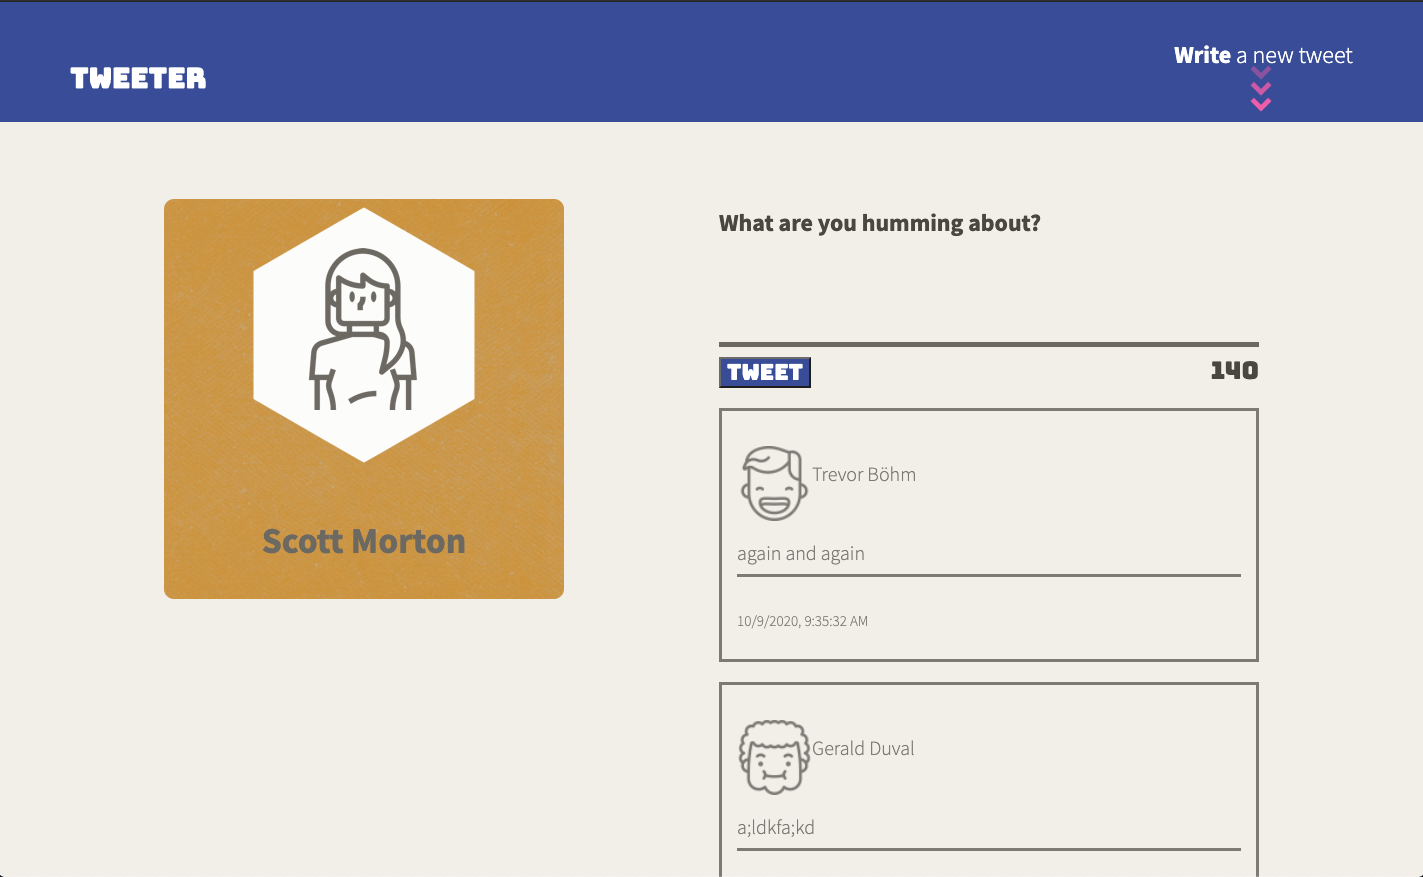 TWEETER
Write a new tweet
Scott Morton
What are you humming about?
TWEET
140
Trevor Böhm
again and again
10/9/2020, 9:35:32 AM
Gerald Duval
a;ldkfa;kd